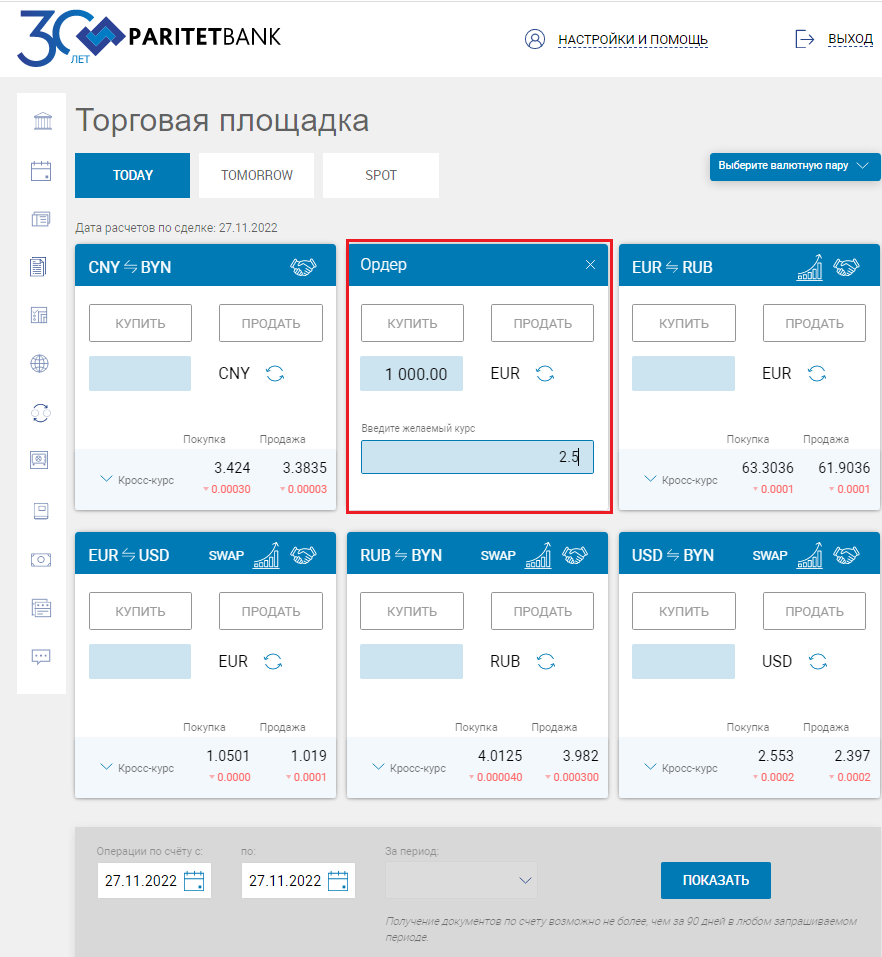 30 ЛЕТ PARITETBANK
НАСТРОЙКИ И ПОМОЩЬ
ВЫХОД
Торговая площадка
TODAY TOMORROW SPOT
Выберите валютную пару
Дата расчетов по сделке: 27.11.2022
CNY ⇋ BYN
КУПИТЬ ПРОДАТЬ
CNY
Покупка Продажа
Кросс-курс 3.424 3.3835
0.00030 0.00003
Ордер
КУПИТЬ ПРОДАТЬ
1 000.00 EUR
Введите желаемый курс
2.5
EUR ⇋ RUB
КУПИТЬ ПРОДАТЬ
EUR
Покупка Продажа
Кросс-курс 63.3036 61.9036
0.0001 0.0001
EUR ⇋ USD SWAP
КУПИТЬ ПРОДАТЬ
EUR
Покупка Продажа
Кросс-курс 1.0501 1.019
0.0000 0.0001
RUB ⇋ BYN SWAP
КУПИТЬ ПРОДАТЬ
RUB
Покупка Продажа
Кросс-курс 4.0125 3.982
0.000040 0.000300
USD ⇋ BYN SWAP
КУПИТЬ ПРОДАТЬ
USD
Покупка Продажа
Кросс-курс 2.553 2.397
0.0002 0.0002
Операции по счёту с: по: За период:
27.11.2022 27.11.2022 ПОКАЗАТЬ
Получение документов по счету возможно не более, чем за 90 дней в любом запрашиваемом
периоде.